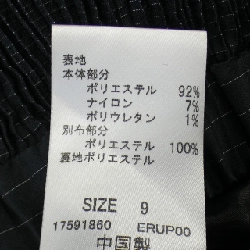 表地
本体部分
ポリエステル 92%
ナイロン 7%
ポリウレタン 1%
別布部分
ポリエステル 100%
裏地ポリエステル
SIZE 9
17591860 ERUP00
中国製